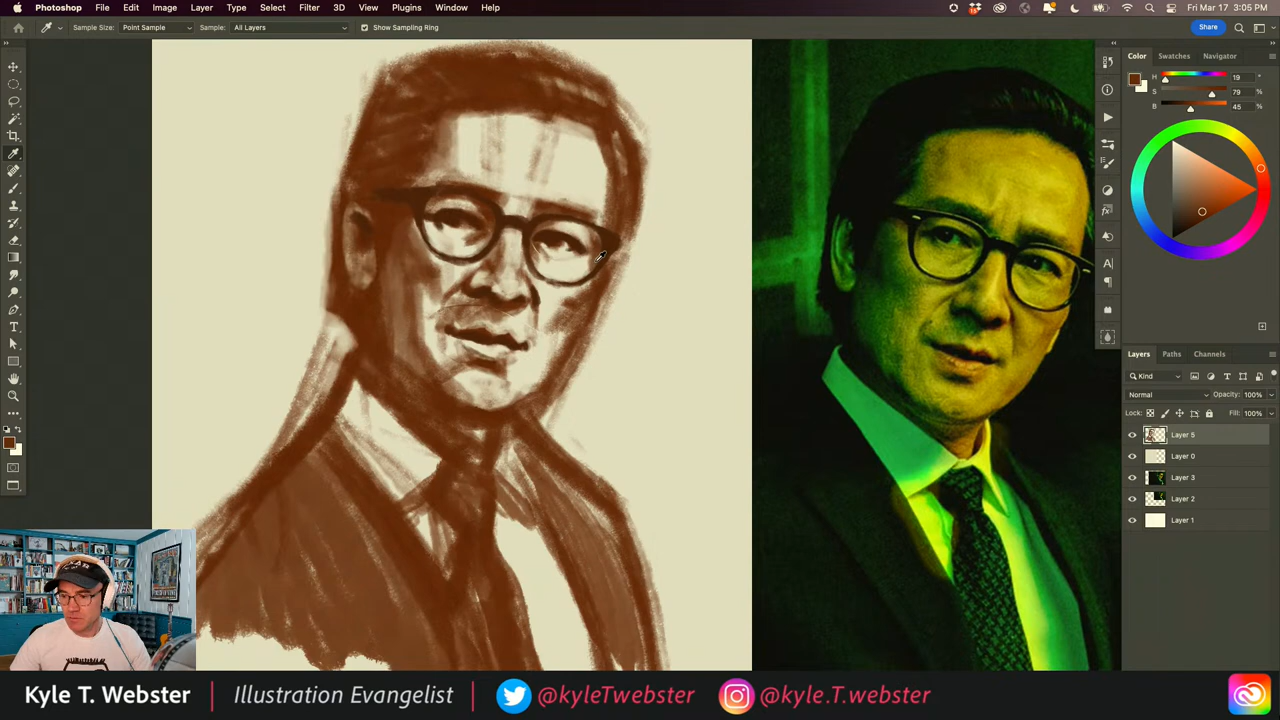 Photoshop File Edit Image Layer Type Select Filter 3D View Plugins Window Help Fri Mar 17 3:05 PM
Sample Size: Point Sample Sample: All Layers Show Sampling Ring Share
Color Swatches Navigator
H 19 °
S 79 %
B 45 %
Layers Paths Channels
Kind
Normal Opacity: 100%
Lock: Fill: 100%
Layer 5
Layer 0
Layer 3
Layer 2
Layer 1
Kyle T. Webster | Illustration Evangelist @kyleTwebster @kyle.T.webster